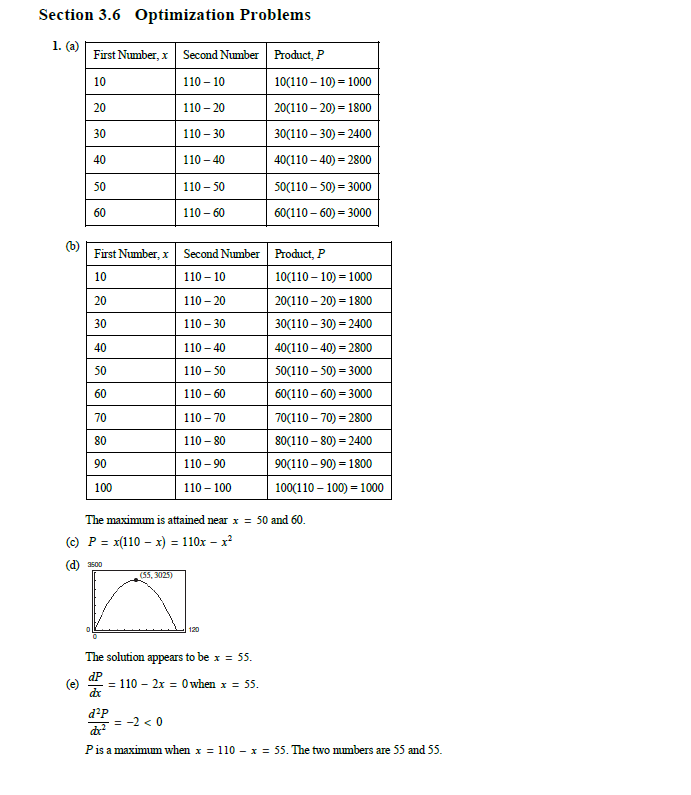 Section 3.6 Optimization Problems
1. (a)
First Number, x Second Number Product, P
10 110 – 10 10(110 – 10) = 1000
20 110 – 20 20(110 – 20) = 1800
30 110 – 30 30(110 – 30) = 2400
40 110 – 40 40(110 – 40) = 2800
50 110 – 50 50(110 – 50) = 3000
60 110 – 60 60(110 – 60) = 3000
(b)
First Number, x Second Number Product, P
10 110 – 10 10(110 – 10) = 1000
20 110 – 20 20(110 – 20) = 1800
30 110 – 30 30(110 – 30) = 2400
40 110 – 40 40(110 – 40) = 2800
50 110 – 50 50(110 – 50) = 3000
60 110 – 60 60(110 – 60) = 3000
70 110 – 70 70(110 – 70) = 2800
80 110 – 80 80(110 – 80) = 2400
90 110 – 90 90(110 – 90) = 1800
100 110 – 100 100(110 – 100) = 1000
The maximum is attained near x = 50 and 60.
(c) P = x(110 – x) = 110x – x²
(d) 3500
(55, 3025)
0 120
0
The solution appears to be x = 55.
(e) dP/dx = 110 – 2x = 0 when x = 55.
d²P/dx² = –2 < 0
P is a maximum when x = 110 – x = 55. The two numbers are 55 and 55.